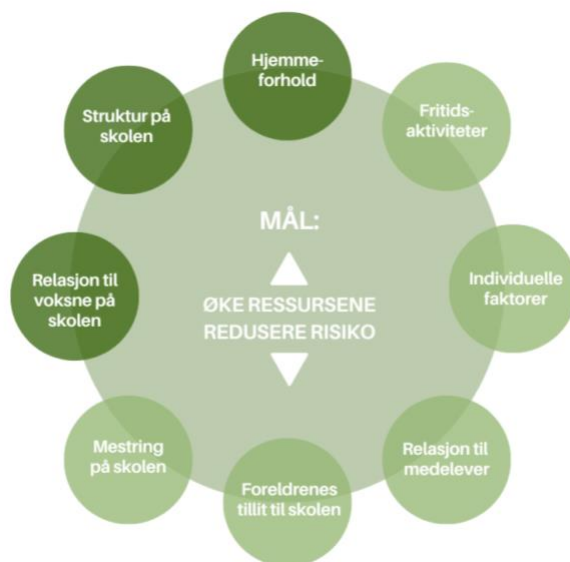 Hjemme-
forhold
Fritids-
aktiviteter
Individuelle
faktorer
Relasjon til
medelever
Foreldrenes
tillit til skolen
Mestring
på skolen
Relasjon til
voksne på
skolen
Struktur på
skolen
MÅL:
ØKE RESSURSENE
REDUSERE RISIKO